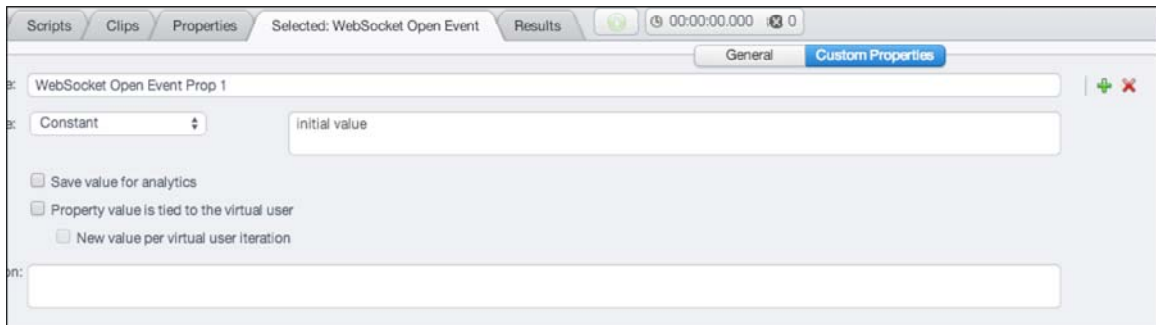 Scripts Clips Properties Selected: WebSocket Open Event Results 00:00:00.000 0
General Custom Properties
e: WebSocket Open Event Prop 1
e: Constant initial value
Save value for analytics
Property value is tied to the virtual user
New value per virtual user iteration
on: